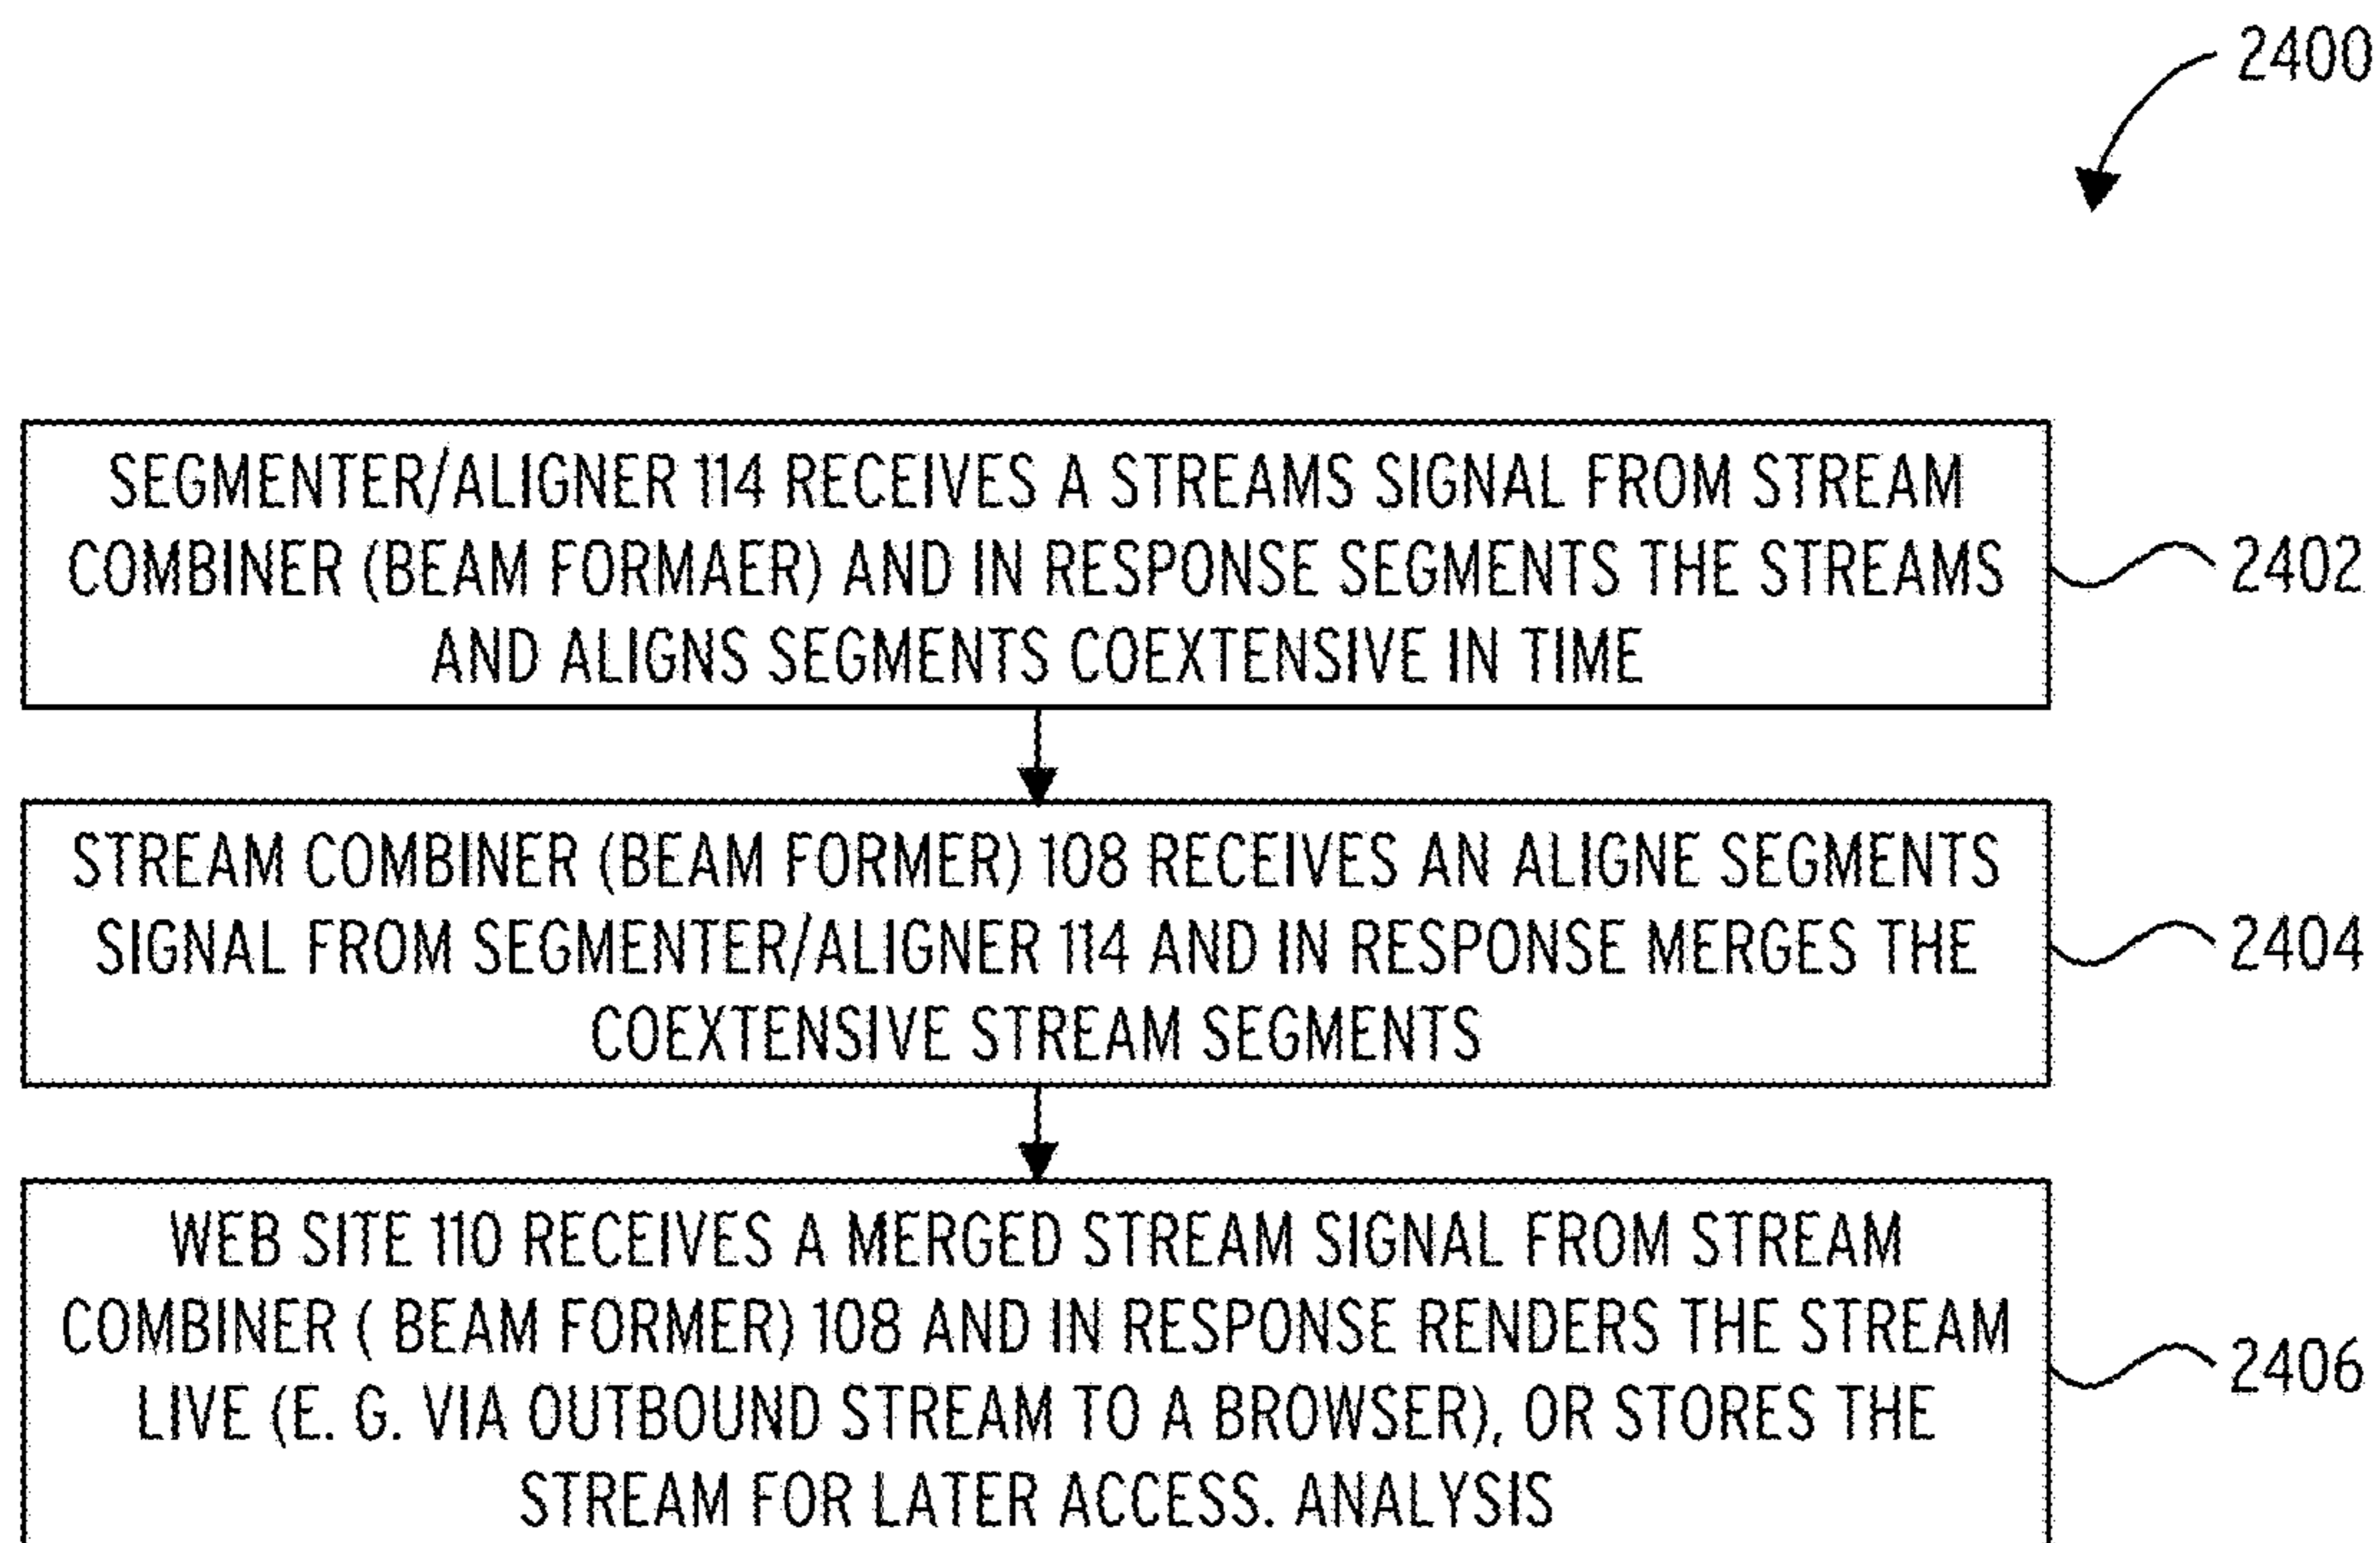 2400
SEGMENTER/ALIGNER 114 RECEIVES A STREAMS SIGNAL FROM STREAM
COMBINER (BEAM FORMAER) AND IN RESPONSE SEGMENTS THE STREAMS
AND ALIGNS SEGMENTS COEXTENSIVE IN TIME
2402
STREAM COMBINER (BEAM FORMER) 108 RECEIVES AN ALIGNE SEGMENTS
SIGNAL FROM SEGMENTER/ALIGNER 114 AND IN RESPONSE MERGES THE
COEXTENSIVE STREAM SEGMENTS
2404
WEB SITE 110 RECEIVES A MERGED STREAM SIGNAL FROM STREAM
COMBINER ( BEAM FORMER) 108 AND IN RESPONSE RENDERS THE STREAM
LIVE (E. G. VIA OUTBOUND STREAM TO A BROWSER), OR STORES THE
STREAM FOR LATER ACCESS. ANALYSIS
2406